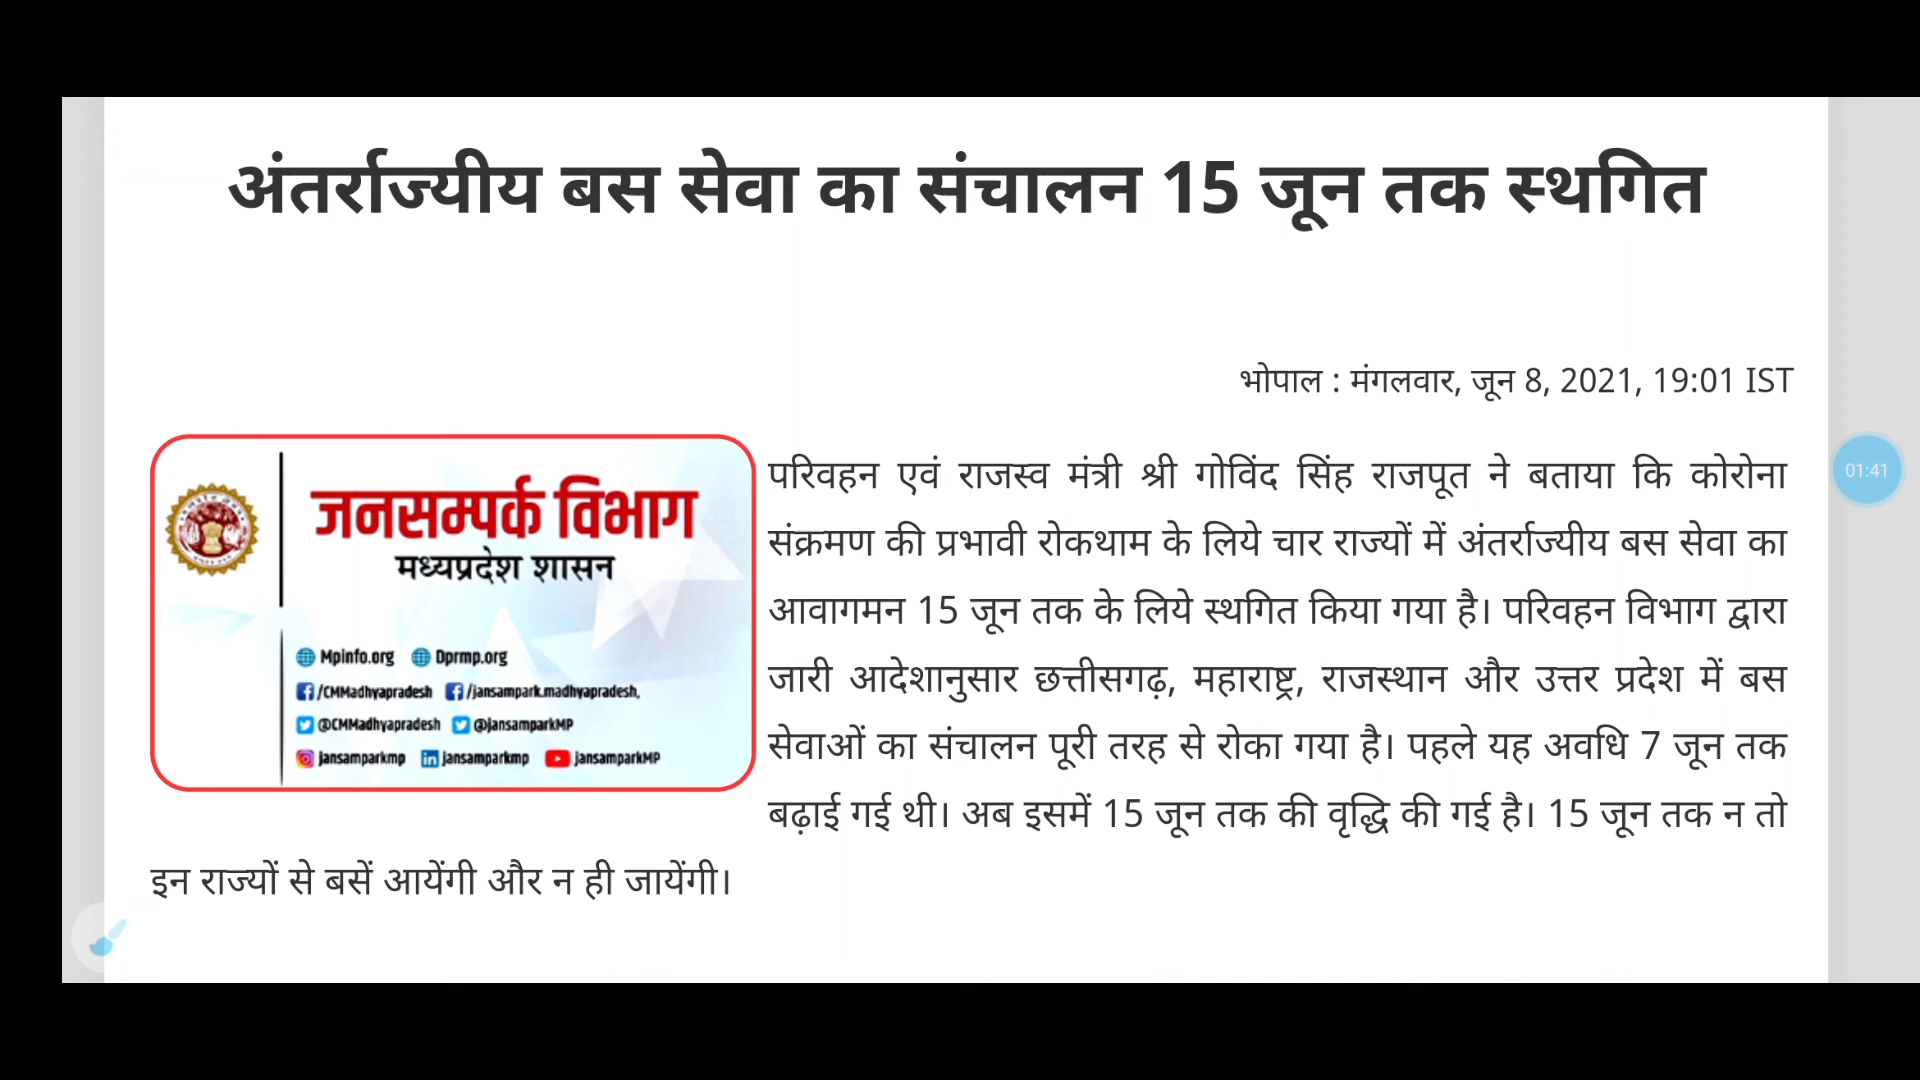 अंतर्राज्यीय बस सेवा का संचालन 15 जून तक स्थगित
भोपाल : मंगलवार, जून 8, 2021, 19:01 IST
जनसम्पर्क विभाग
मध्यप्रदेश शासन
Mpinfo.org Dprmp.org
/CMMadhyapradesh /jansampark.madhyapradesh,
@CMMadhyapradesh @jansamparkMP
jansamparkmp jansamparkmp jansamparkMP
परिवहन एवं राजस्व मंत्री श्री गोविंद सिंह राजपूत ने बताया कि कोरोना
संक्रमण की प्रभावी रोकथाम के लिये चार राज्यों में अंतर्राज्यीय बस सेवा का
आवागमन 15 जून तक के लिये स्थगित किया गया है। परिवहन विभाग द्वारा
जारी आदेशानुसार छत्तीसगढ़, महाराष्ट्र, राजस्थान और उत्तर प्रदेश में बस
सेवाओं का संचालन पूरी तरह से रोका गया है। पहले यह अवधि 7 जून तक
बढ़ाई गई थी। अब इसमें 15 जून तक की वृद्धि की गई है। 15 जून तक न तो
इन राज्यों से बसें आयेंगी और न ही जायेंगी।
01:41